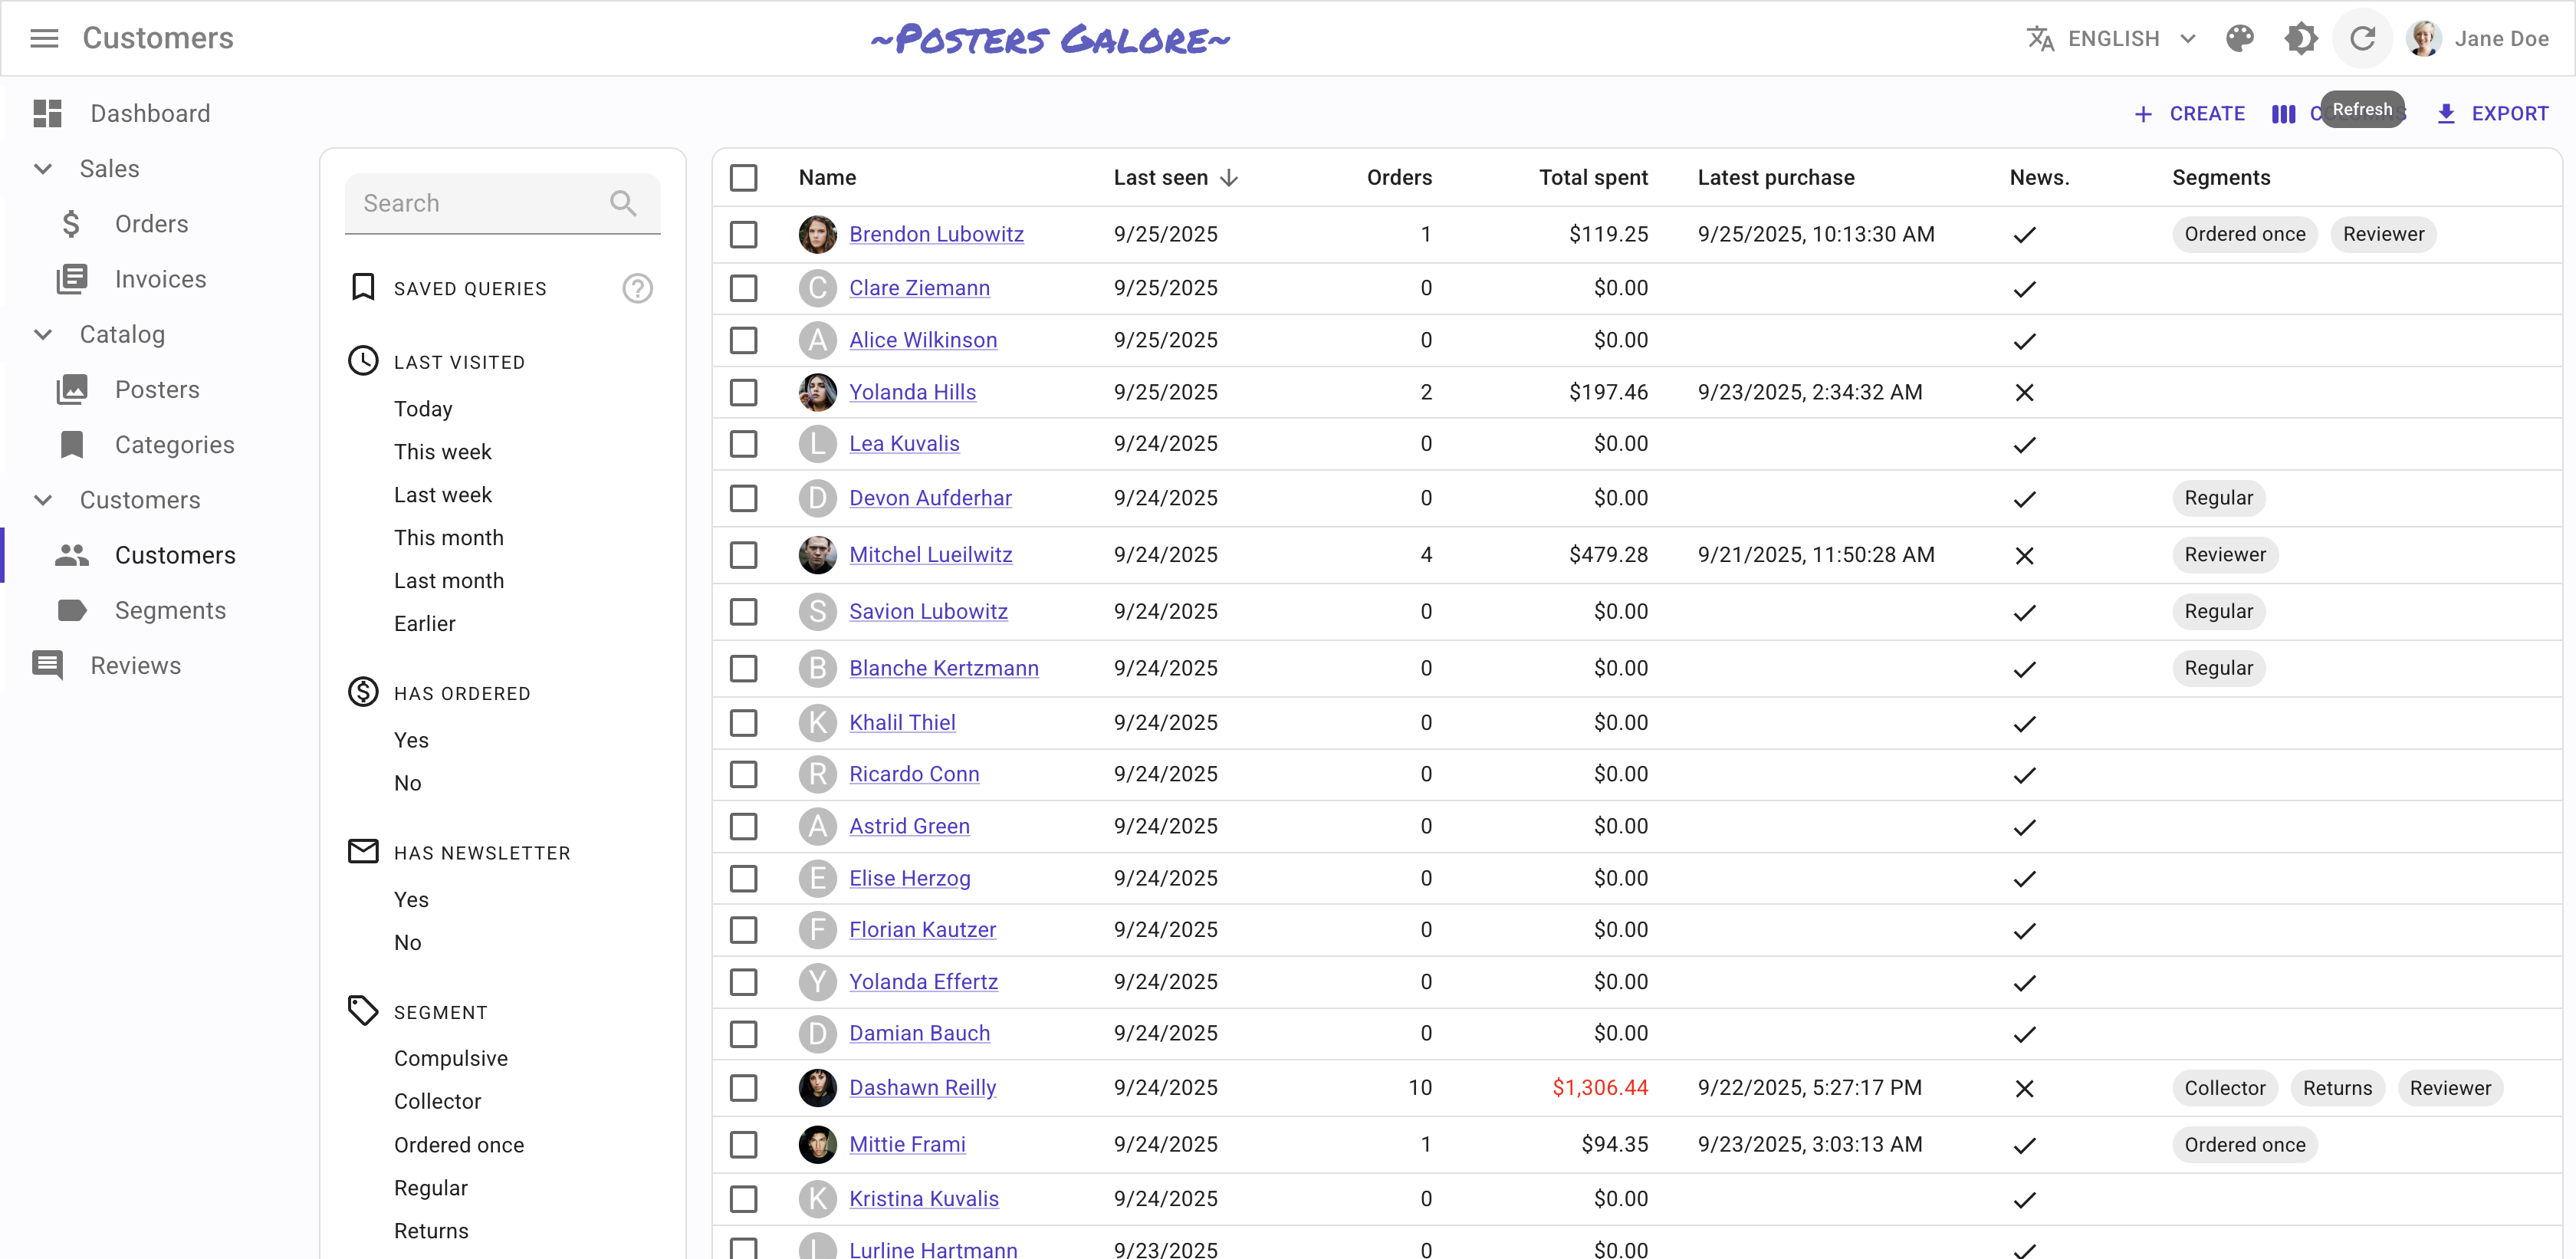 Customers
~Posters Galore~
ENGLISH
Jane Doe
Dashboard
Sales
Orders
Invoices
Catalog
Posters
Categories
Customers
Customers
Segments
Reviews
CREATE
Refresh
EXPORT
Search
SAVED QUERIES
LAST VISITED
Today
This week
Last week
This month
Last month
Earlier
HAS ORDERED
Yes
No
HAS NEWSLETTER
Yes
No
SEGMENT
Compulsive
Collector
Ordered once
Regular
Returns
Name Last seen Orders Total spent Latest purchase News. Segments
Brendon Lubowitz 9/25/2025 1 $119.25 9/25/2025, 10:13:30 AM Ordered once Reviewer
C Clare Ziemann 9/25/2025 0 $0.00
A Alice Wilkinson 9/25/2025 0 $0.00
Yolanda Hills 9/25/2025 2 $197.46 9/23/2025, 2:34:32 AM
L Lea Kuvalis 9/24/2025 0 $0.00
D Devon Aufderhar 9/24/2025 0 $0.00 Regular
Mitchel Lueilwitz 9/24/2025 4 $479.28 9/21/2025, 11:50:28 AM Reviewer
S Savion Lubowitz 9/24/2025 0 $0.00 Regular
B Blanche Kertzmann 9/24/2025 0 $0.00 Regular
K Khalil Thiel 9/24/2025 0 $0.00
R Ricardo Conn 9/24/2025 0 $0.00
A Astrid Green 9/24/2025 0 $0.00
E Elise Herzog 9/24/2025 0 $0.00
F Florian Kautzer 9/24/2025 0 $0.00
Y Yolanda Effertz 9/24/2025 0 $0.00
D Damian Bauch 9/24/2025 0 $0.00
Dashawn Reilly 9/24/2025 10 $1,306.44 9/22/2025, 5:27:17 PM Collector Returns Reviewer
Mittie Frami 9/24/2025 1 $94.35 9/23/2025, 3:03:13 AM Ordered once
K Kristina Kuvalis 9/24/2025 0 $0.00
L Lurline Hartmann 9/23/2025 0 $0.00